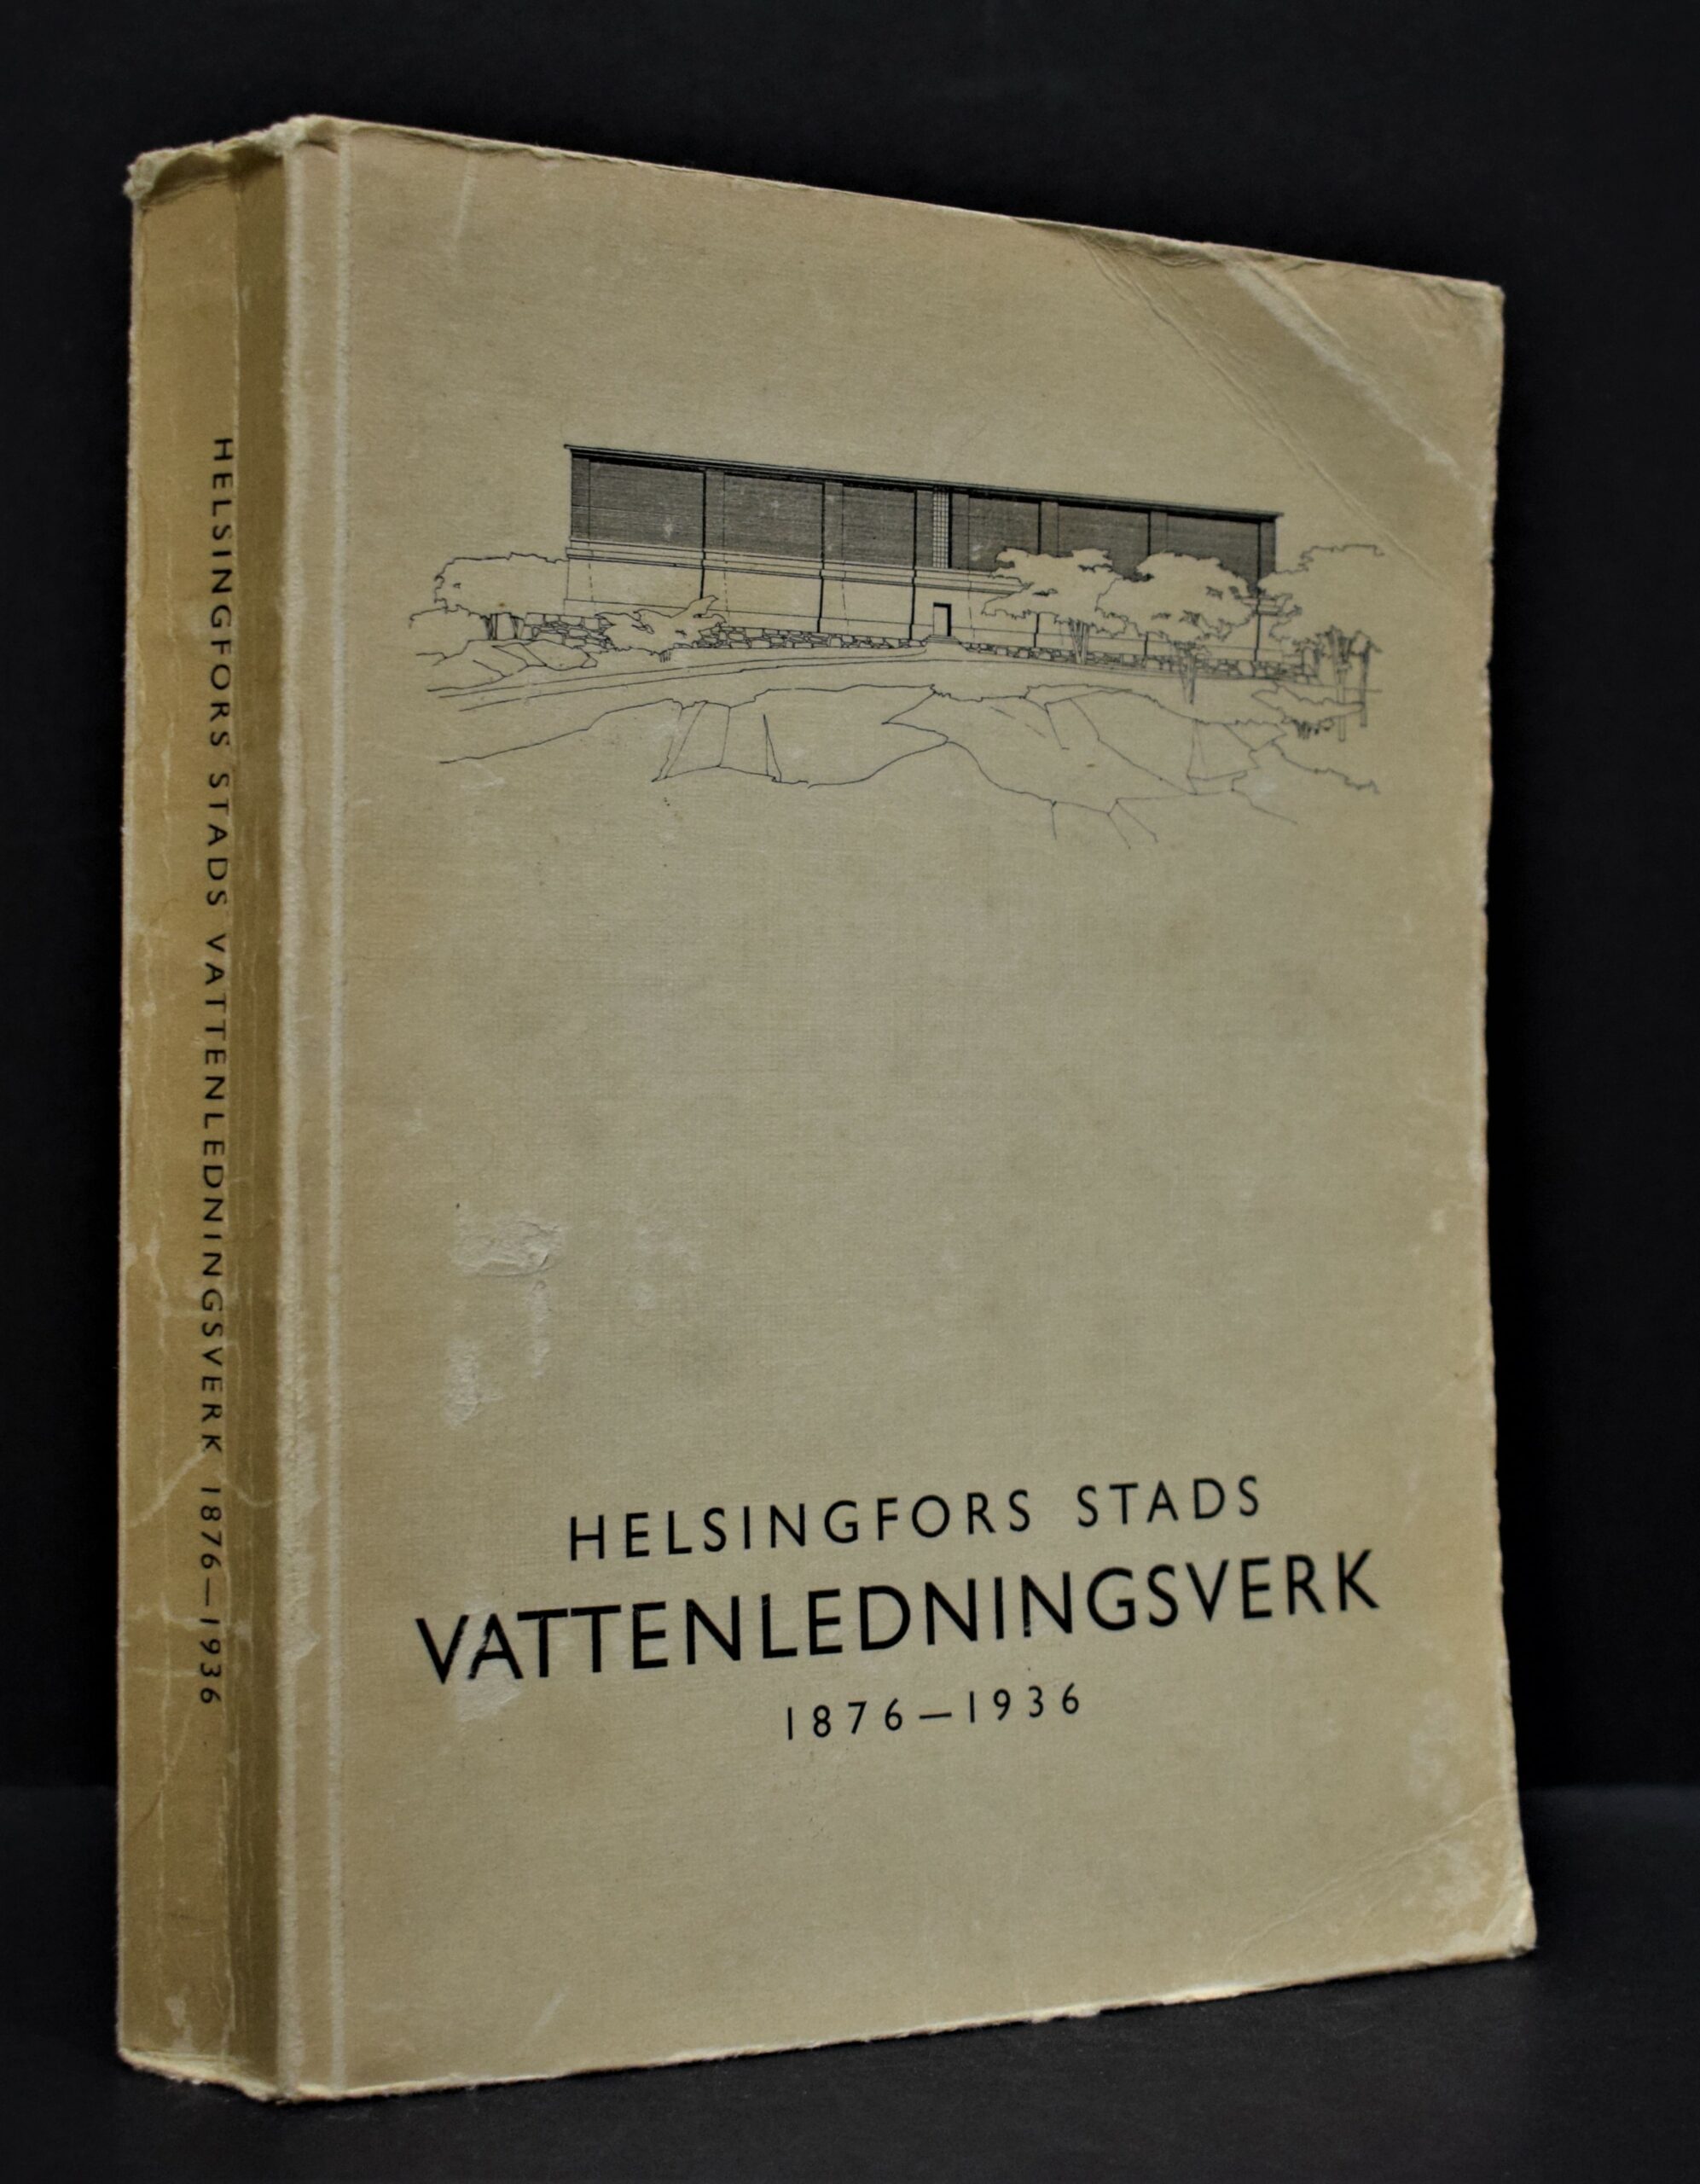 HELSINGFORS STADS VATTENLEDNINGSVERK 1876—1936
HELSINGFORS STADS
VATTENLEDNINGSVERK
1876—1936